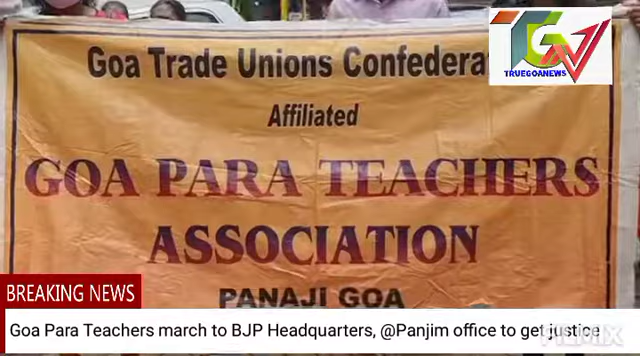 Goa Trade Unions Confedera
TGN
TRUEGOANEWS
Affiliated
GOA PARA TEACHERS
ASSOCIATION
PANAJI GOA
BREAKING NEWS
Goa Para Teachers march to BJP Headquarters, @Panjim office to get justice